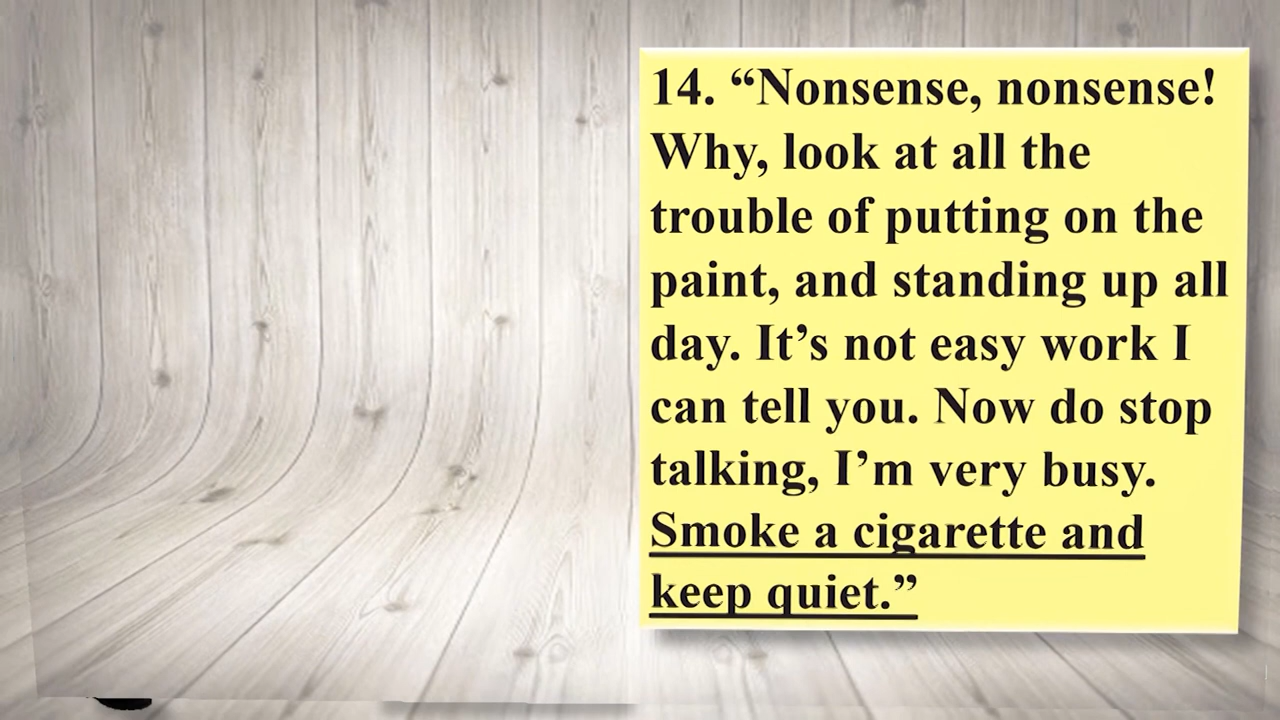 14. “Nonsense, nonsense!
Why, look at all the
trouble of putting on the
paint, and standing up all
day. It’s not easy work I
can tell you. Now do stop
talking, I’m very busy.
Smoke a cigarette and
keep quiet.”